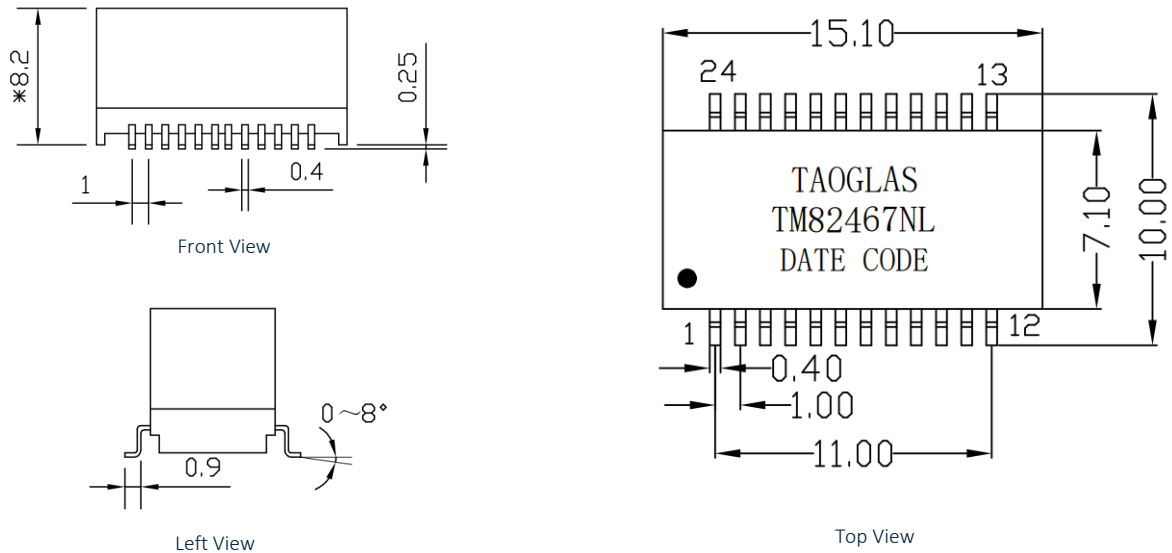 *8.2
0.25
1
0.4
Front View
0~8°
0.9
Left View
15.10
24
13
TAOGLAS
TM82467NL
DATE CODE
7.10
10.00
1
12
0.40
1.00
11.00
Top View